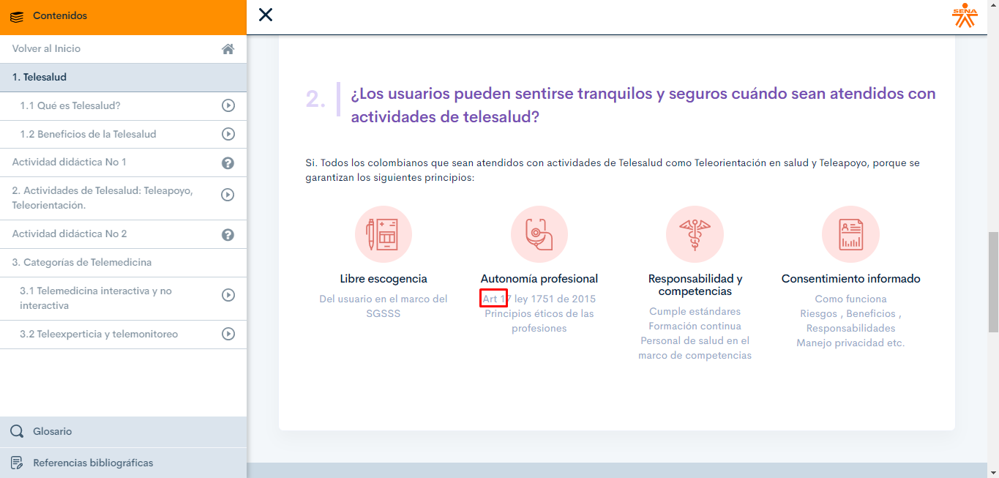 Contenidos
SENA
Volver al Inicio
1. Telesalud
1.1 Qué es Telesalud?
1.2 Beneficios de la Telesalud
Actividad didáctica No 1
2. Actividades de Telesalud: Teleapoyo,
Teleorientación.
Actividad didáctica No 2
3. Categorías de Telemedicina
3.1 Telemedicina interactiva y no
interactiva
3.2 Teleexperticia y telemonitoreo
Glosario
Referencias bibliográficas
2.
¿Los usuarios pueden sentirse tranquilos y seguros cuándo sean atendidos con
actividades de telesalud?
Si. Todos los colombianos que sean atendidos con actividades de Telesalud como Teleorientación en salud y Teleapoyo, porque se
garantizan los siguientes principios:
Libre escogencia
Del usuario en el marco del
SGSSS
Autonomía profesional
Art 17 ley 1751 de 2015
Principios éticos de las
profesiones
Responsabilidad y
competencias
Cumple estándares
Formación continua
Personal de salud en el
marco de competencias
Consentimiento informado
Como funciona
Riesgos , Beneficios ,
Responsabilidades
Manejo privacidad etc.